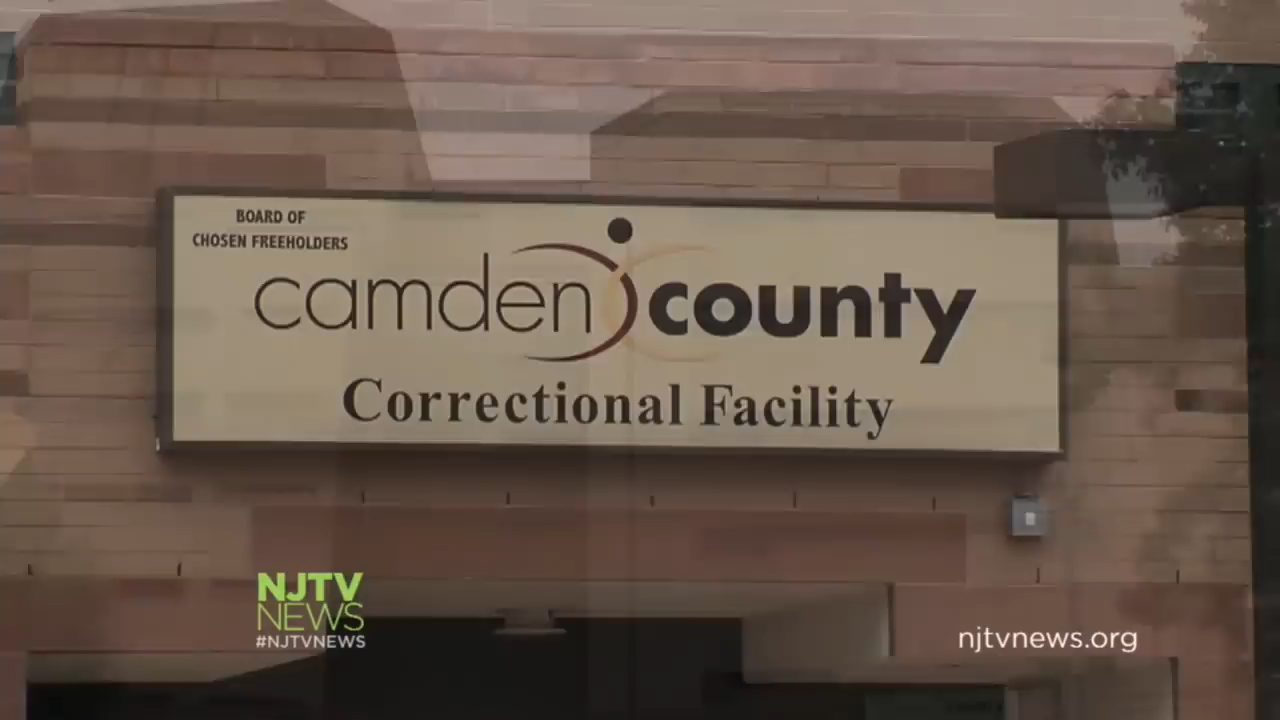 BOARD OF
CHOSEN FREEHOLDERS
camden county
Correctional Facility
NJTV
NEWS
#NJTVNEWS
njtvnews.org